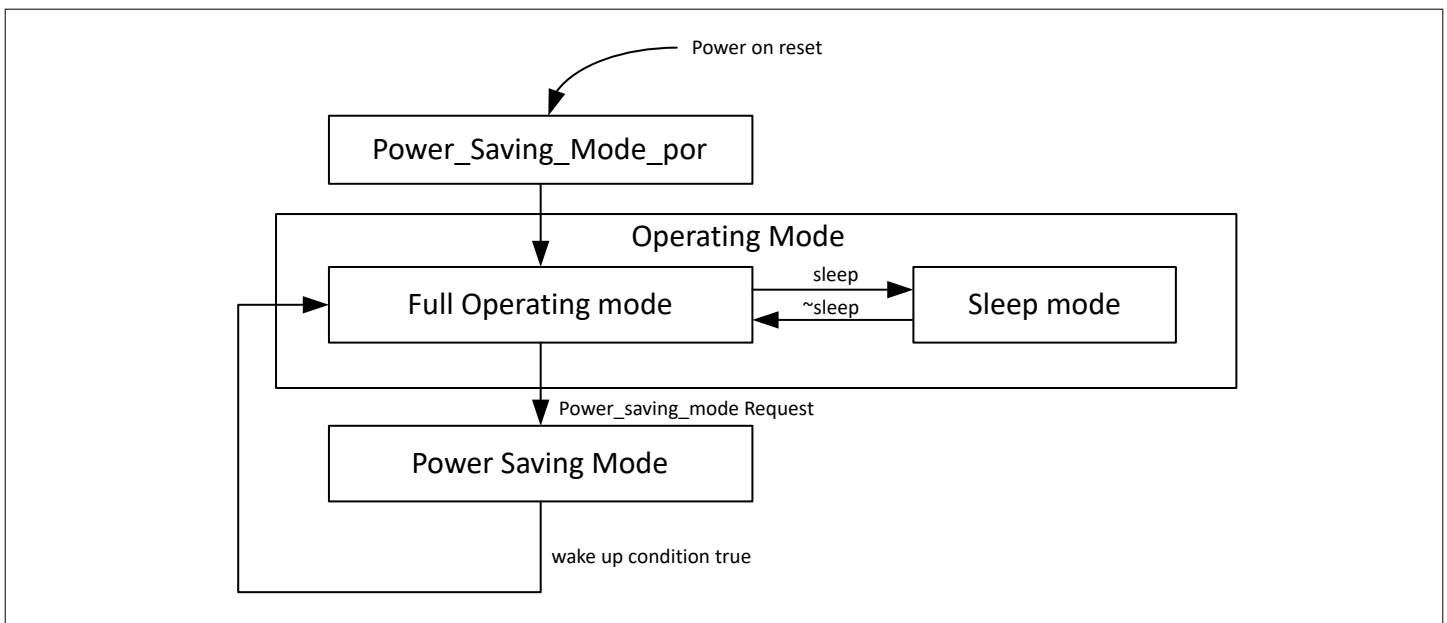 Power on reset
Power_Saving_Mode_por
Operating Mode
Full Operating mode
sleep
~sleep
Sleep mode
Power_saving_mode Request
Power Saving Mode
wake up condition true